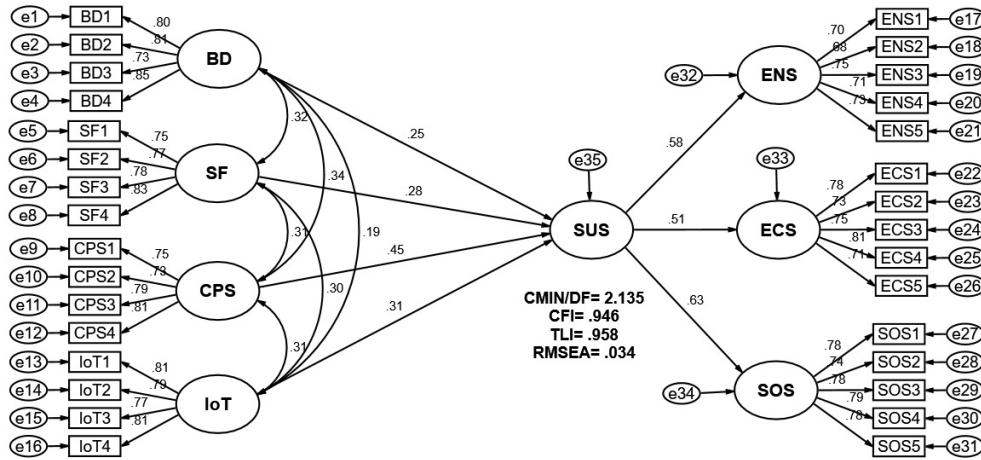 e1 BD1 .80
e2 BD2 .81
e3 BD3 .73
e4 BD4 .85
BD
e5 SF1 .75
e6 SF2 .77
e7 SF3 .78
e8 SF4 .83
SF
e9 CPS1 .75
e10 CPS2 .73
e11 CPS3 .79
e12 CPS4 .81
CPS
e13 IoT1 .81
e14 IoT2 .79
e15 IoT3 .77
e16 IoT4 .81
IoT
.32
.34
.19
.31
.30
.31
.25
.28
.45
.31
e35
SUS
CMIN/DF= 2.135
CFI= .946
TLI= .958
RMSEA= .034
.58
.51
.63
e32
ENS
.70 ENS1 e17
.68 ENS2 e18
.75 ENS3 e19
.71 ENS4 e20
.73 ENS5 e21
e33
ECS
.78 ECS1 e22
.73 ECS2 e23
.75 ECS3 e24
.81 ECS4 e25
.71 ECS5 e26
e34
SOS
.78 SOS1 e27
.74 SOS2 e28
.78 SOS3 e29
.79 SOS4 e30
.78 SOS5 e31